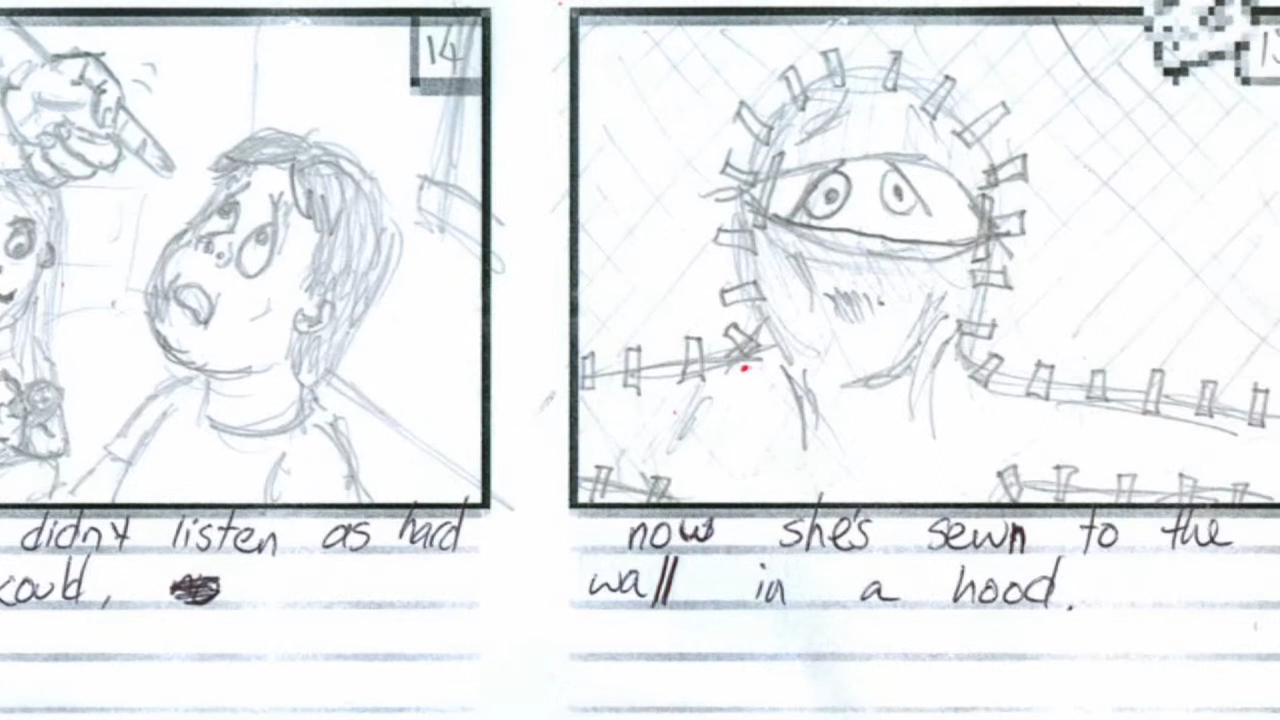 14
didn't listen as hard
could,
now she's sewn to the
wall in a hood.